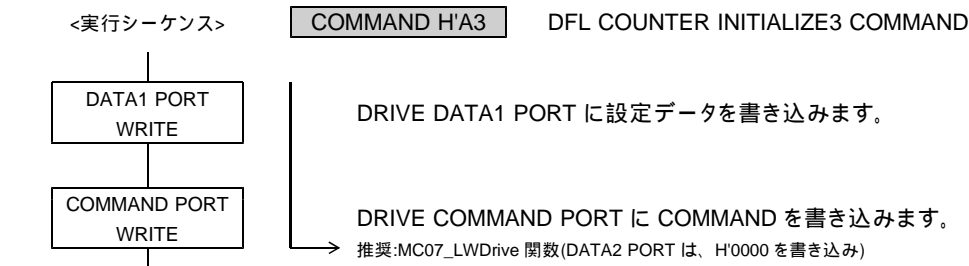 <実行シーケンス>
COMMAND H'A3
DFL COUNTER INITIALIZE3 COMMAND
DATA1 PORT
WRITE
DRIVE DATA1 PORT に設定データを書き込みます。
COMMAND PORT
WRITE
DRIVE COMMAND PORT に COMMAND を書き込みます。
推奨:MC07_LWDrive 関数(DATA2 PORT は、H'0000 を書き込み)